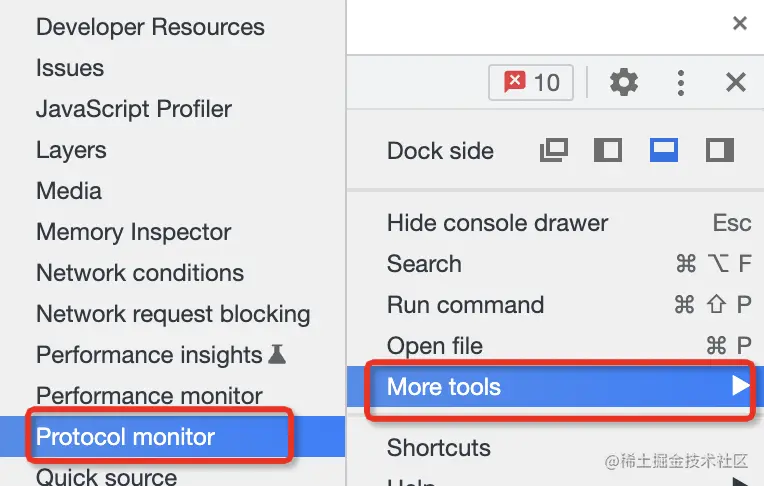 Developer Resources
Issues
JavaScript Profiler
Layers
Media
Memory Inspector
Network conditions
Network request blocking
Performance insights
Performance monitor
Protocol monitor
Quick source
10
Dock side
Hide console drawer Esc
Search ⌘ ⌥ F
Run command ⌘ ⇧ P
Open file ⌘ P
More tools
Shortcuts
Help
@稀土掘金技术社区